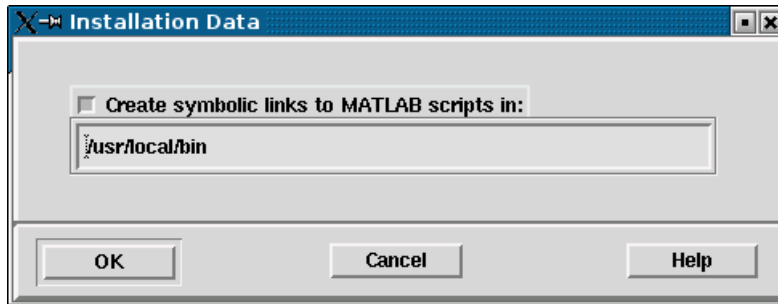 Installation Data
Create symbolic links to MATLAB scripts in:
/usr/local/bin
OK
Cancel
Help